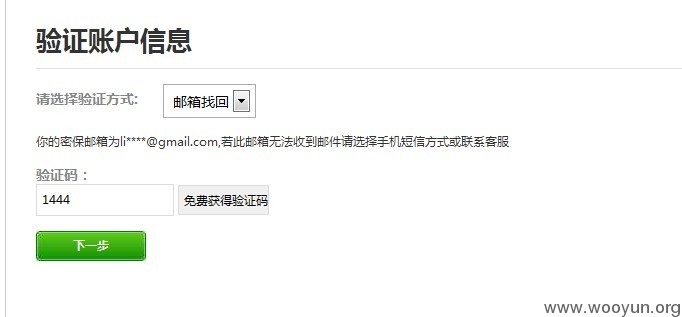 验证账户信息
请选择验证方式: 邮箱找回
你的密保邮箱为li****@gmail.com,若此邮箱无法收到邮件请选择手机短信方式或联系客服
验证码：
1444 免费获得验证码
下一步
www.wooyun.org